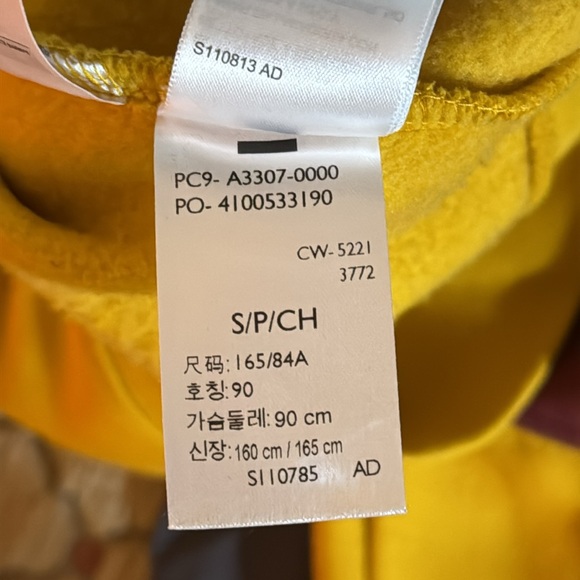 S110813 AD
PC9- A3307-0000
PO- 4100533190
CW- 5221
3772
S/P/CH
尺码: 165/84A
호칭: 90
가슴둘레: 90 cm
신장: 160 cm / 165 cm
S110785 AD